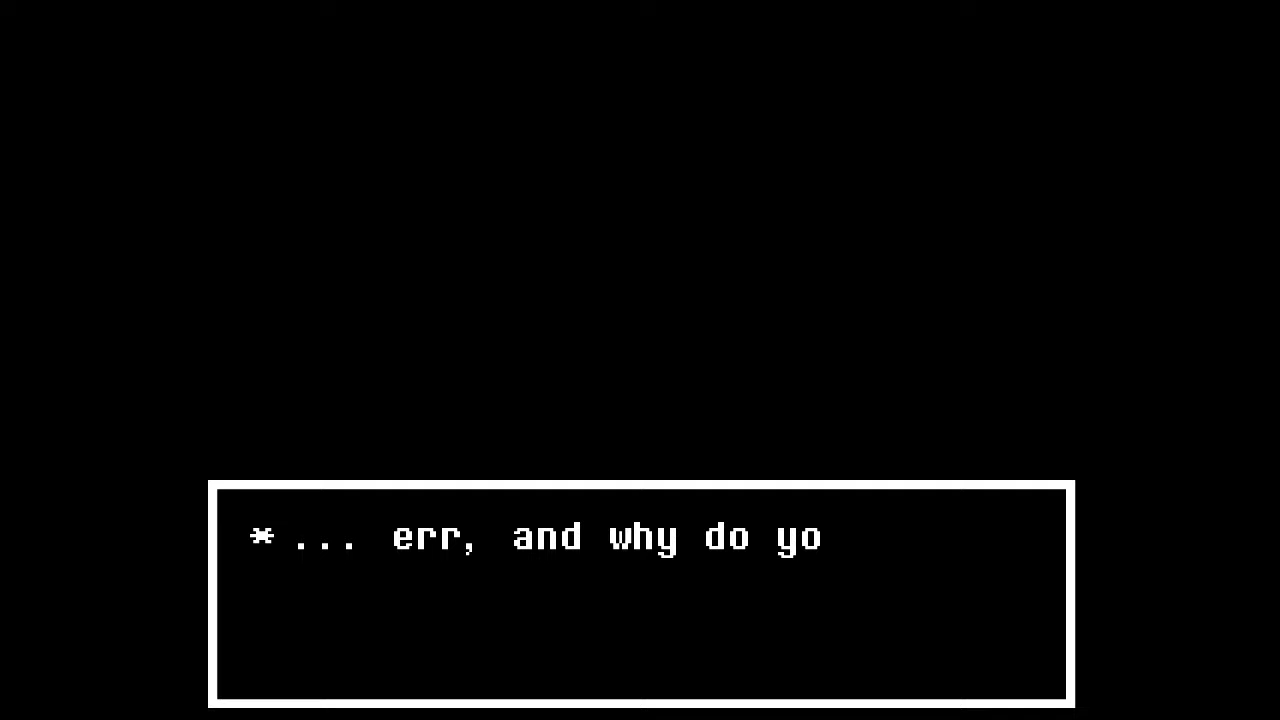 * ... err, and why do yo